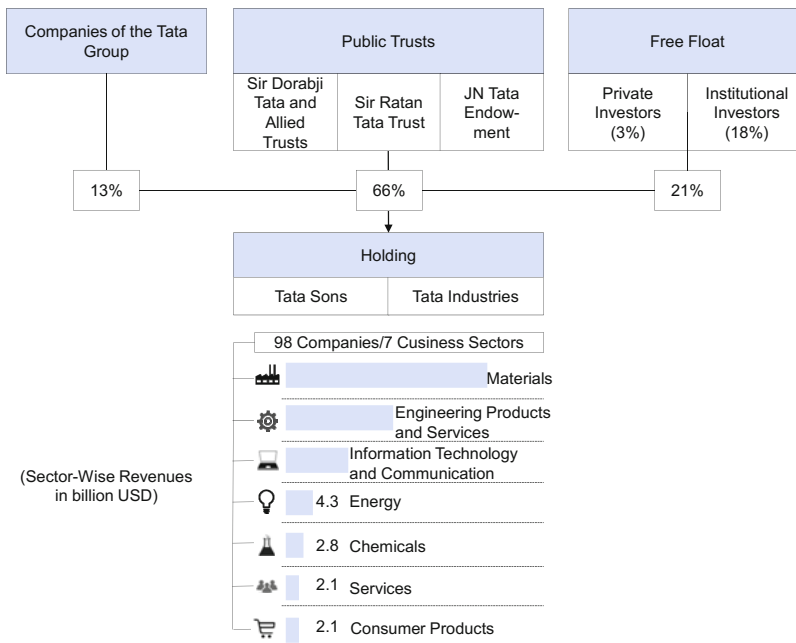 Companies of the Tata
Group
Public Trusts
Free Float
Sir Dorabji
Tata and
Allied
Trusts
Sir Ratan
Tata Trust
JN Tata
Endow-
ment
Private
Investors
(3%)
Institutional
Investors
(18%)
13%
66%
21%
Holding
Tata Sons
Tata Industries
98 Companies/7 Cusiness Sectors
Materials
Engineering Products
and Services
Information Technology
and Communication
(Sector-Wise Revenues
in billion USD)
4.3 Energy
2.8 Chemicals
2.1 Services
2.1 Consumer Products